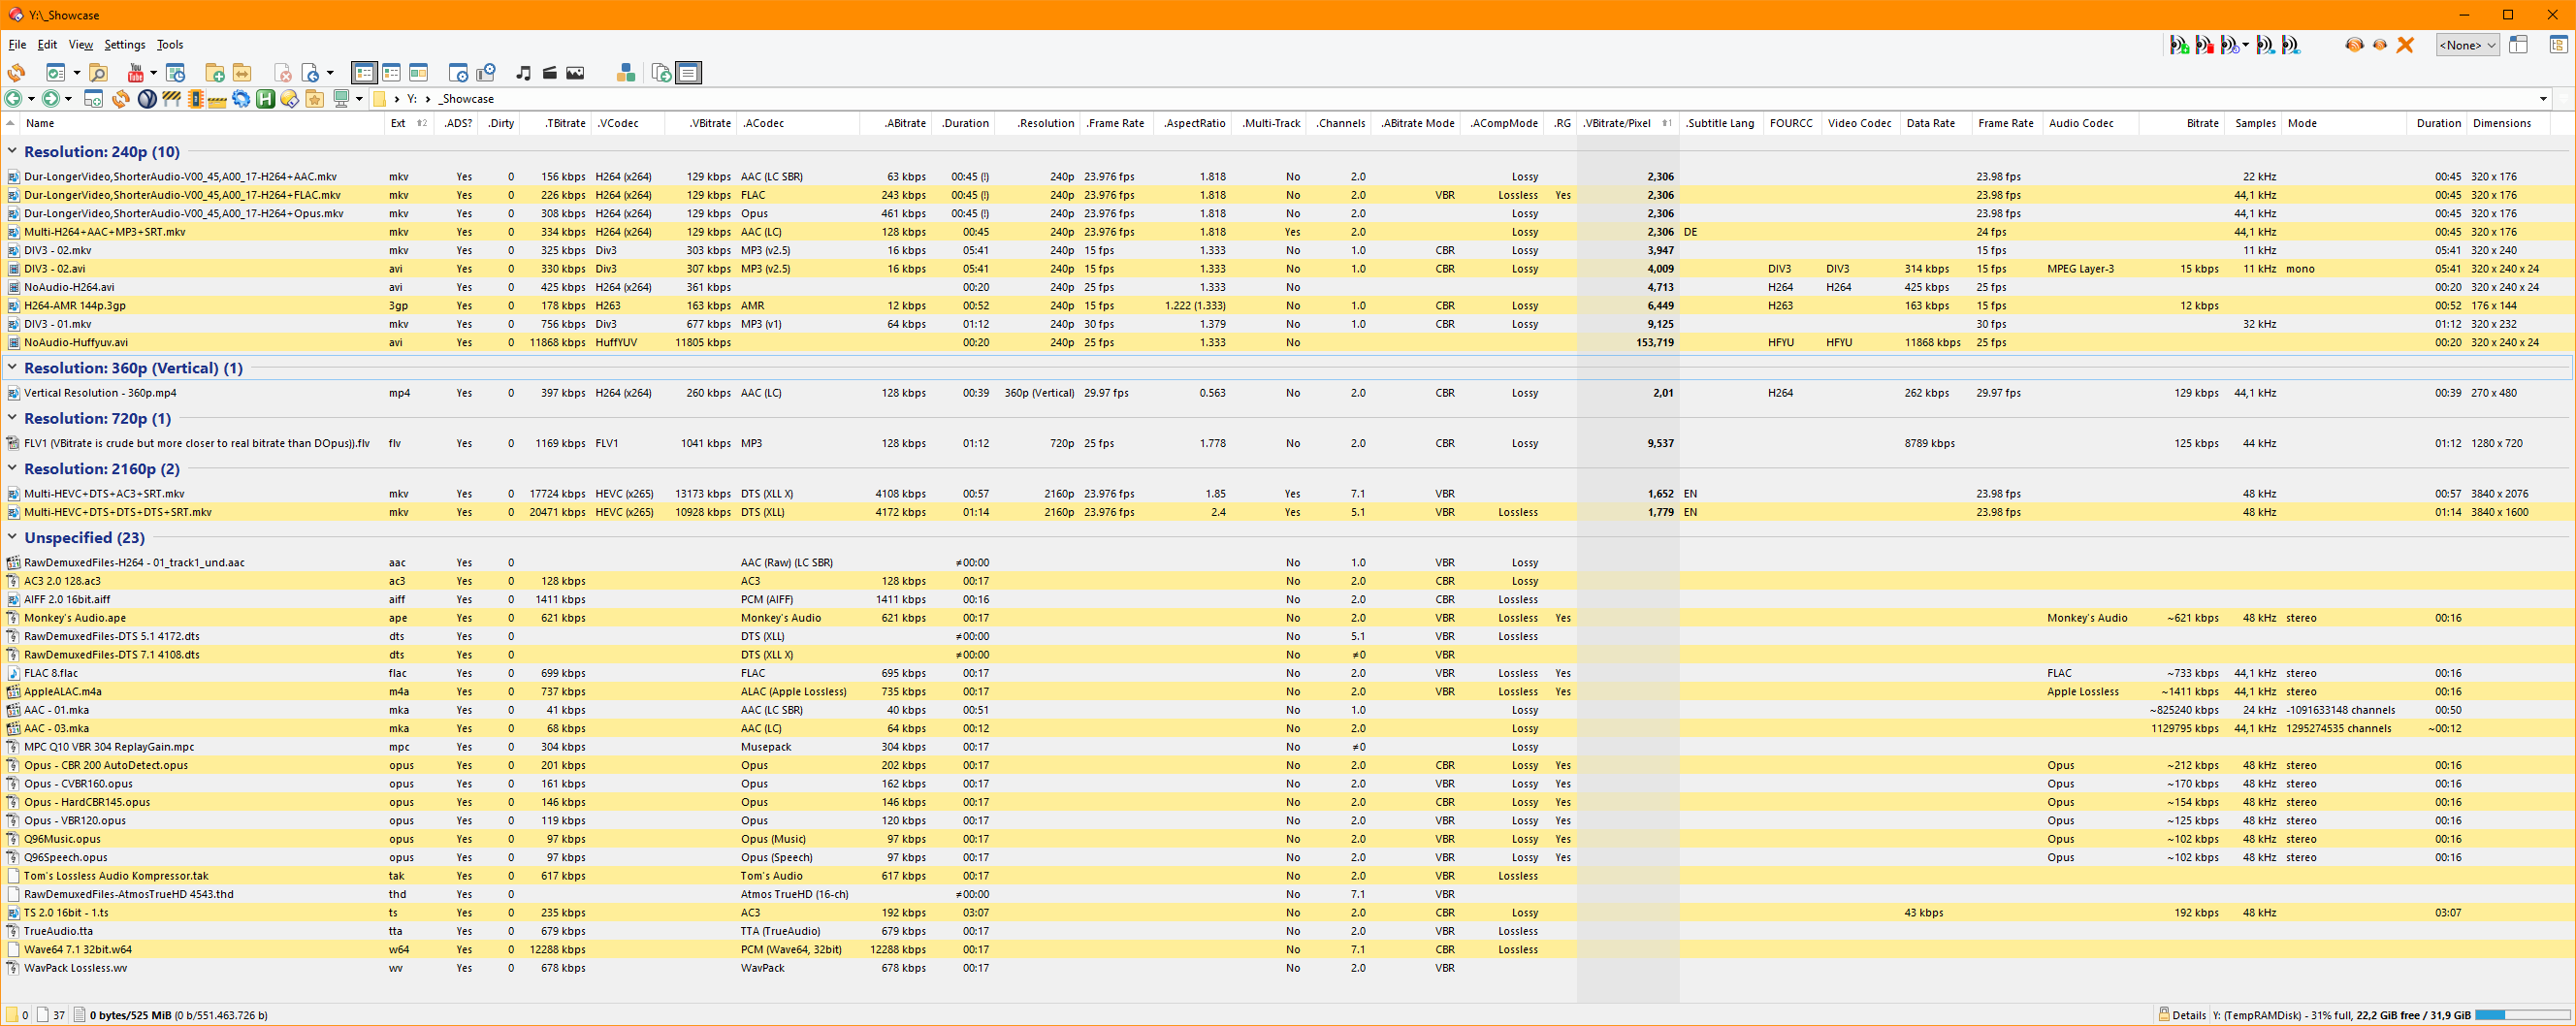 Y:\_Showcase
File Edit View Settings Tools <None>
You Tube
Y: _Showcase
Name Ext 2 .ADS? .Dirty .TBitrate .VCodec .VBitrate .ACodec .ABitrate .Duration .Resolution .Frame Rate .AspectRatio .Multi-Track .Channels .ABitrate Mode .ACompMode .RG .VBitrate/Pixel 1 .Subtitle Lang FOURCC Video Codec Data Rate Frame Rate Audio Codec Bitrate Samples Mode Duration Dimensions
Resolution: 240p (10)
Dur-LongerVideo,ShorterAudio-V00_45,A00_17-H264+AAC.mkv mkv Yes 0 156 kbps H264 (x264) 129 kbps AAC (LC SBR) 63 kbps 00:45 (!) 240p 23.976 fps 1.818 No 2.0 Lossy 2,306 23.98 fps 22 kHz 00:45 320 x 176
Dur-LongerVideo,ShorterAudio-V00_45,A00_17-H264+FLAC.mkv mkv Yes 0 226 kbps H264 (x264) 129 kbps FLAC 243 kbps 00:45 (!) 240p 23.976 fps 1.818 No 2.0 VBR Lossless Yes 2,306 23.98 fps 44,1 kHz 00:45 320 x 176
Dur-LongerVideo,ShorterAudio-V00_45,A00_17-H264+Opus.mkv mkv Yes 0 308 kbps H264 (x264) 129 kbps Opus 461 kbps 00:45 (!) 240p 23.976 fps 1.818 No 2.0 Lossy 2,306 23.98 fps 44,1 kHz 00:45 320 x 176
Multi-H264+AAC+MP3+SRT.mkv mkv Yes 0 334 kbps H264 (x264) 129 kbps AAC (LC) 128 kbps 00:45 240p 23.976 fps 1.818 Yes 2.0 Lossy 2,306 DE 24 fps 44,1 kHz 00:45 320 x 176
DIV3 - 02.mkv mkv Yes 0 325 kbps Div3 303 kbps MP3 (v2.5) 16 kbps 05:41 240p 15 fps 1.333 No 1.0 CBR Lossy 3,947 15 fps 11 kHz 05:41 320 x 240
DIV3 - 02.avi avi Yes 0 330 kbps Div3 307 kbps MP3 (v2.5) 16 kbps 05:41 240p 15 fps 1.333 No 1.0 CBR Lossy 4,009 DIV3 DIV3 314 kbps 15 fps MPEG Layer-3 15 kbps 11 kHz mono 05:41 320 x 240 x 24
NoAudio-H264.avi avi Yes 0 425 kbps H264 (x264) 361 kbps 00:20 240p 25 fps 1.333 No 4,713 H264 H264 425 kbps 25 fps 00:20 320 x 240 x 24
H264-AMR 144p.3gp 3gp Yes 0 178 kbps H263 163 kbps AMR 12 kbps 00:52 240p 15 fps 1.222 (1.333) No 1.0 CBR Lossy 6,449 H263 163 kbps 15 fps 12 kbps 00:52 176 x 144
DIV3 - 01.mkv mkv Yes 0 756 kbps Div3 677 kbps MP3 (v1) 64 kbps 01:12 240p 30 fps 1.379 No 1.0 CBR Lossy 9,125 30 fps 32 kHz 01:12 320 x 232
NoAudio-Huffyuv.avi avi Yes 0 11868 kbps HuffYUV 11805 kbps 00:20 240p 25 fps 1.333 No 153,719 HFYU HFYU 11868 kbps 25 fps 00:20 320 x 240 x 24
Resolution: 360p (Vertical) (1)
Vertical Resolution - 360p.mp4 mp4 Yes 0 397 kbps H264 (x264) 260 kbps AAC (LC) 128 kbps 00:39 360p (Vertical) 29.97 fps 0.563 No 2.0 CBR Lossy 2,01 H264 262 kbps 29.97 fps 129 kbps 44,1 kHz 00:39 270 x 480
Resolution: 720p (1)
FLV1 (VBitrate is crude but more closer to real bitrate than DOpus)).flv flv Yes 0 1169 kbps FLV1 1041 kbps MP3 128 kbps 01:12 720p 25 fps 1.778 No 2.0 CBR Lossy 9,537 8789 kbps 125 kbps 44 kHz 01:12 1280 x 720
Resolution: 2160p (2)
Multi-HEVC+DTS+AC3+SRT.mkv mkv Yes 0 17724 kbps HEVC (x265) 13173 kbps DTS (XLL X) 4108 kbps 00:57 2160p 23.976 fps 1.85 Yes 7.1 VBR 1,652 EN 23.98 fps 48 kHz 00:57 3840 x 2076
Multi-HEVC+DTS+DTS+DTS+SRT.mkv mkv Yes 0 20471 kbps HEVC (x265) 10928 kbps DTS (XLL) 4172 kbps 01:14 2160p 23.976 fps 2.4 Yes 5.1 VBR Lossless 1,779 EN 23.98 fps 48 kHz 01:14 3840 x 1600
Unspecified (23)
RawDemuxedFiles-H264 - 01_track1_und.aac aac Yes 0 AAC (Raw) (LC SBR) ≠00:00 No 1.0 VBR Lossy
AC3 2.0 128.ac3 ac3 Yes 0 128 kbps AC3 128 kbps 00:17 No 2.0 CBR Lossy
AIFF 2.0 16bit.aiff aiff Yes 0 1411 kbps PCM (AIFF) 1411 kbps 00:16 No 2.0 CBR Lossless
Monkey's Audio.ape ape Yes 0 621 kbps Monkey's Audio 621 kbps 00:17 No 2.0 VBR Lossless Yes Monkey's Audio ~621 kbps 48 kHz stereo 00:16
RawDemuxedFiles-DTS 5.1 4172.dts dts Yes 0 DTS (XLL) ≠00:00 No 5.1 VBR Lossless
RawDemuxedFiles-DTS 7.1 4108.dts dts Yes 0 DTS (XLL X) ≠00:00 No ≠0 VBR
FLAC 8.flac flac Yes 0 699 kbps FLAC 695 kbps 00:17 No 2.0 VBR Lossless Yes FLAC ~733 kbps 44,1 kHz stereo 00:16
AppleALAC.m4a m4a Yes 0 737 kbps ALAC (Apple Lossless) 735 kbps 00:17 No 2.0 VBR Lossless Yes Apple Lossless ~1411 kbps 44,1 kHz stereo 00:16
AAC - 01.mka mka Yes 0 41 kbps AAC (LC SBR) 40 kbps 00:51 No 1.0 Lossy ~825240 kbps 24 kHz -1091633148 channels 00:50
AAC - 03.mka mka Yes 0 68 kbps AAC (LC) 64 kbps 00:12 No 2.0 Lossy 1129795 kbps 44,1 kHz 1295274535 channels ~00:12
MPC Q10 VBR 304 ReplayGain.mpc mpc Yes 0 304 kbps Musepack 304 kbps 00:17 No ≠0 Lossy
Opus - CBR 200 AutoDetect.opus opus Yes 0 201 kbps Opus 202 kbps 00:17 No 2.0 CBR Lossy Yes Opus ~212 kbps 48 kHz stereo 00:16
Opus - CVBR160.opus opus Yes 0 161 kbps Opus 162 kbps 00:17 No 2.0 VBR Lossy Yes Opus ~170 kbps 48 kHz stereo 00:16
Opus - HardCBR145.opus opus Yes 0 146 kbps Opus 146 kbps 00:17 No 2.0 CBR Lossy Yes Opus ~154 kbps 48 kHz stereo 00:16
Opus - VBR120.opus opus Yes 0 119 kbps Opus 120 kbps 00:17 No 2.0 VBR Lossy Yes Opus ~125 kbps 48 kHz stereo 00:16
Q96Music.opus opus Yes 0 97 kbps Opus (Music) 97 kbps 00:17 No 2.0 VBR Lossy Yes Opus ~102 kbps 48 kHz stereo 00:16
Q96Speech.opus opus Yes 0 97 kbps Opus (Speech) 97 kbps 00:17 No 2.0 VBR Lossy Yes Opus ~102 kbps 48 kHz stereo 00:16
Tom's Lossless Audio Kompressor.tak tak Yes 0 617 kbps Tom's Audio 617 kbps 00:17 No 2.0 VBR Lossless
RawDemuxedFiles-AtmosTrueHD 4543.thd thd Yes 0 Atmos TrueHD (16-ch) ≠00:00 No 7.1 VBR
TS 2.0 16bit - 1.ts ts Yes 0 235 kbps AC3 192 kbps 03:07 No 2.0 CBR Lossy 43 kbps 192 kbps 48 kHz 03:07
TrueAudio.tta tta Yes 0 679 kbps TTA (TrueAudio) 679 kbps 00:17 No 2.0 VBR Lossless
Wave64 7.1 32bit.w64 w64 Yes 0 12288 kbps PCM (Wave64, 32bit) 12288 kbps 00:17 No 7.1 CBR Lossless
WavPack Lossless.wv wv Yes 0 678 kbps WavPack 678 kbps 00:17 No 2.0 VBR
0 37 0 bytes/525 MiB (0 b/551.463.726 b) Details Y: (TempRAMDisk) - 31% full, 22,2 GiB free / 31,9 GiB